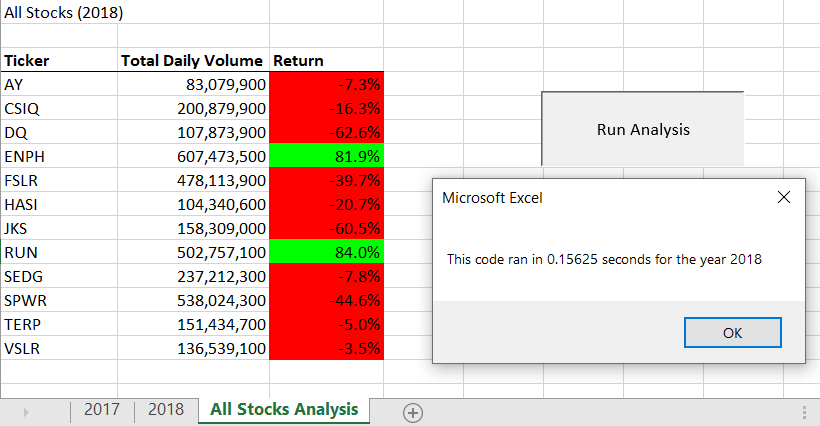 All Stocks (2018)
Ticker Total Daily Volume Return
AY 83,079,900 -7.3%
CSIQ 200,879,900 -16.3%
DQ 107,873,900 -62.6%
ENPH 607,473,500 81.9%
FSLR 478,113,900 -39.7%
HASI 104,340,600 -20.7%
JKS 158,309,000 -60.5%
RUN 502,757,100 84.0%
SEDG 237,212,300 -7.8%
SPWR 538,024,300 -44.6%
TERP 151,434,700 -5.0%
VSLR 136,539,100 -3.5%
Run Analysis
Microsoft Excel
This code ran in 0.15625 seconds for the year 2018
OK
2017 2018 All Stocks Analysis